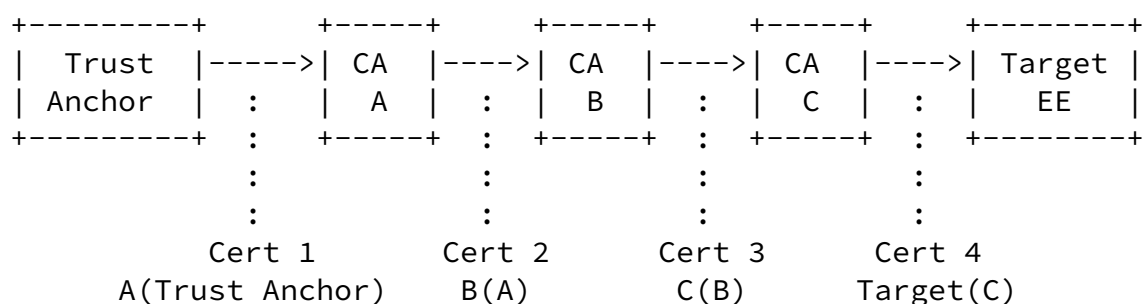 +---------+       +-----+      +-----+      +-----+      +--------+
|  Trust  |------>| CA  |----->| CA  |----->| CA  |----->| Target |
| Anchor  |   :   |  A  |   :  |  B  |   :  |  C  |   :  |   EE   |
+---------+   :   +-----+   :  +-----+   :  +-----+   :  +--------+
:            :            :            :
:            :            :            :
Cert 1       Cert 2       Cert 3       Cert 4
A(Trust Anchor)    B(A)         C(B)       Target(C)